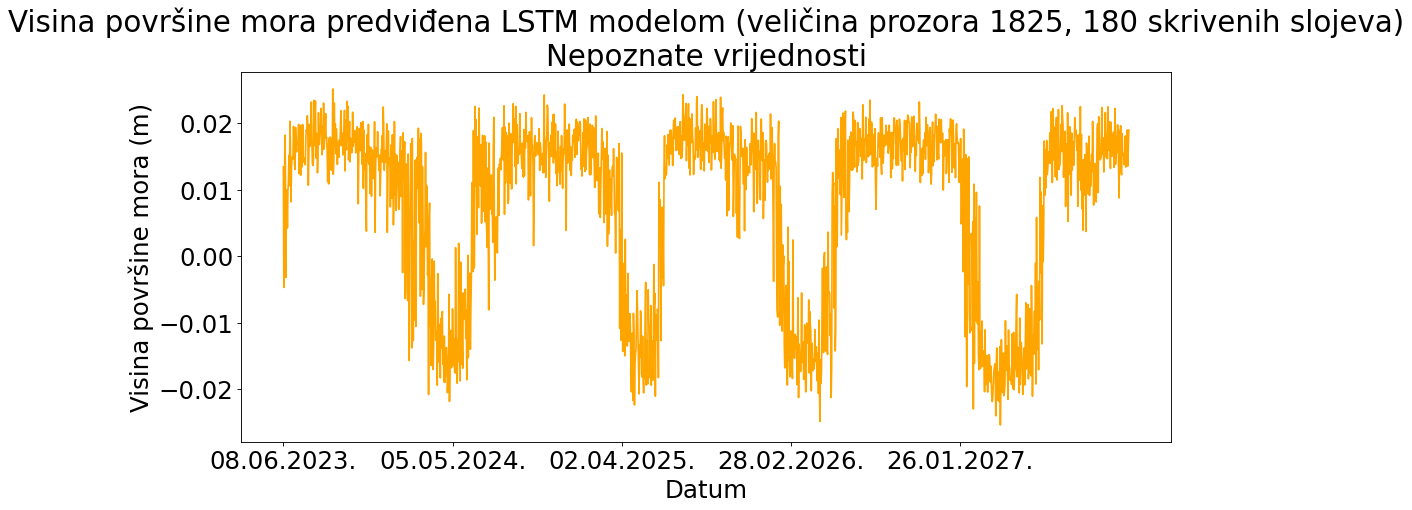 Visina površine mora predviđena LSTM modelom (veličina prozora 1825, 180 skrivenih slojeva)
Nepoznate vrijednosti
Visina površine mora (m)
0.02
0.01
0.00
−0.01
−0.02
08.06.2023. 05.05.2024. 02.04.2025. 28.02.2026. 26.01.2027.
Datum